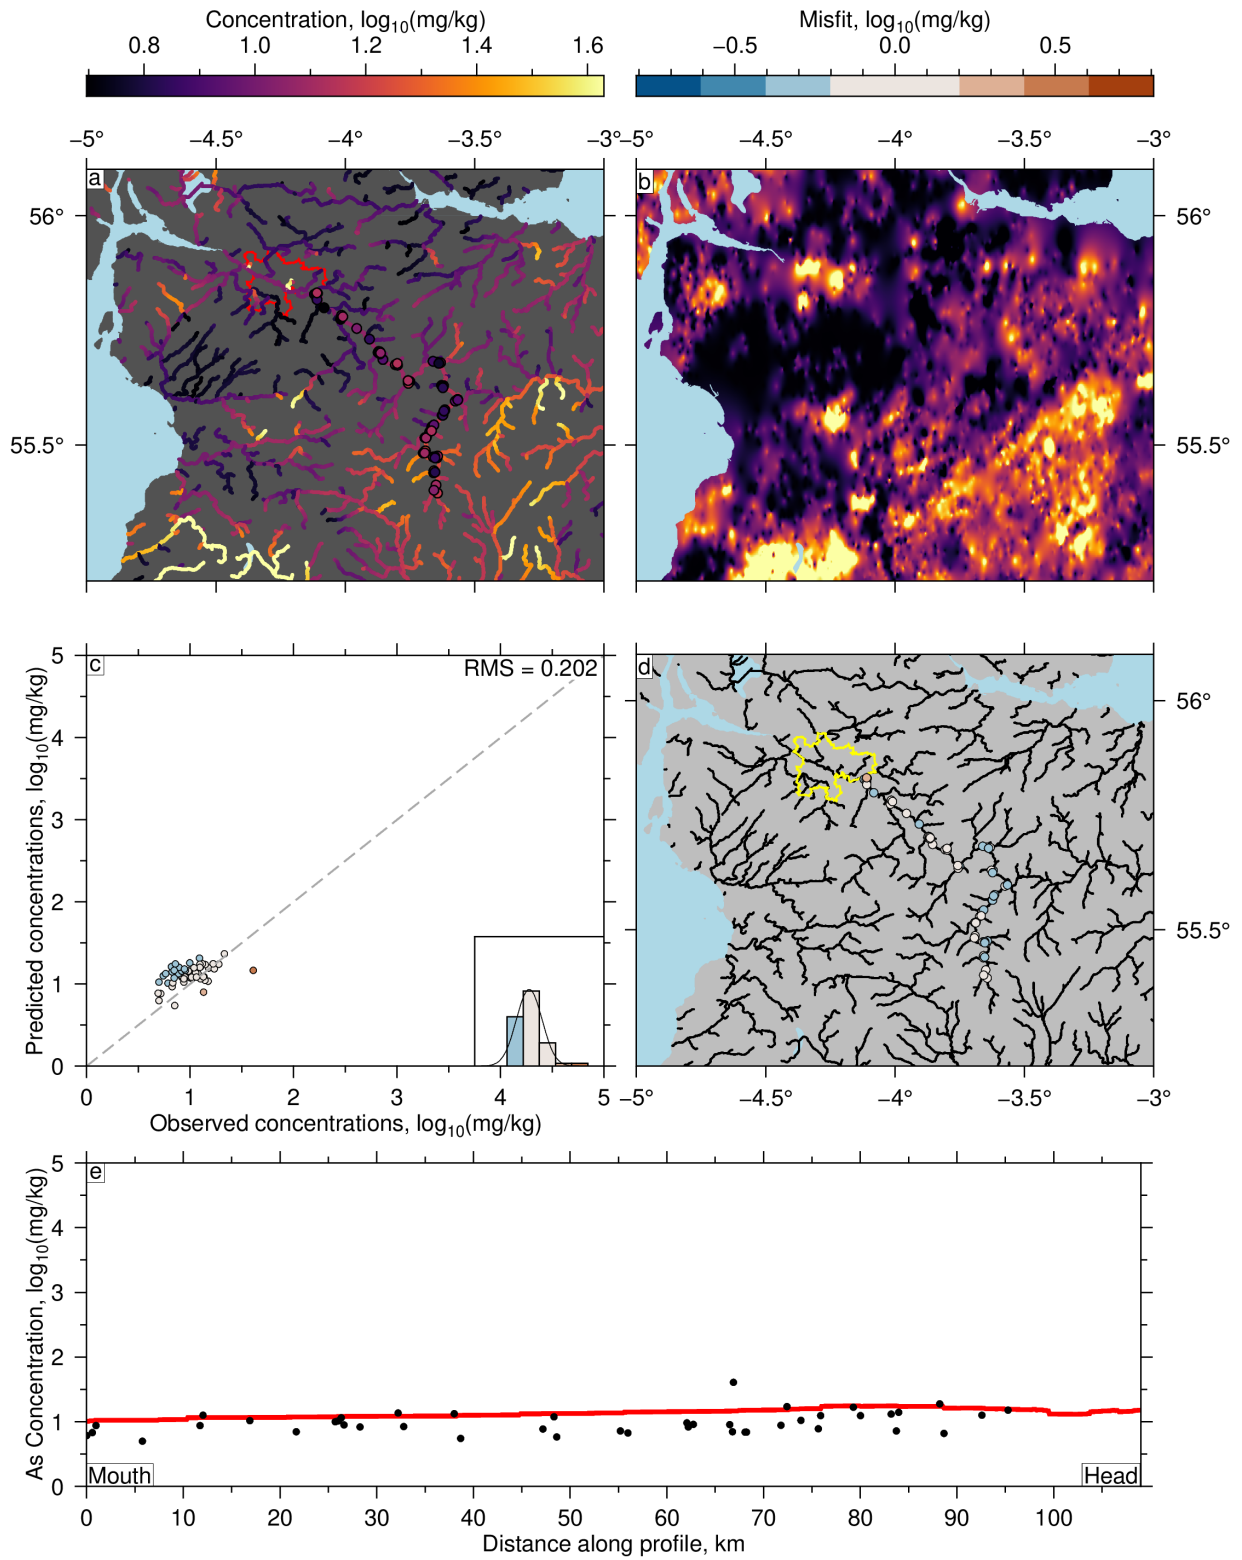 Concentration, log10(mg/kg)
Misfit, log10(mg/kg)
0.8 1.0 1.2 1.4 1.6
−0.5 0.0 0.5
−5° −4.5° −4° −3.5° −3°
−5° −4.5° −4° −3.5° −3°
a
b
56°
56°
55.5°
55.5°
c
RMS = 0.202
d
5
4
3
2
1
0
Predicted concentrations, log10(mg/kg)
56°
55.5°
0 1 2 3 4 5
Observed concentrations, log10(mg/kg)
−5° −4.5° −4° −3.5° −3°
e
5
4
3
2
1
0
As Concentration, log10(mg/kg)
Mouth
Head
0 10 20 30 40 50 60 70 80 90 100
Distance along profile, km